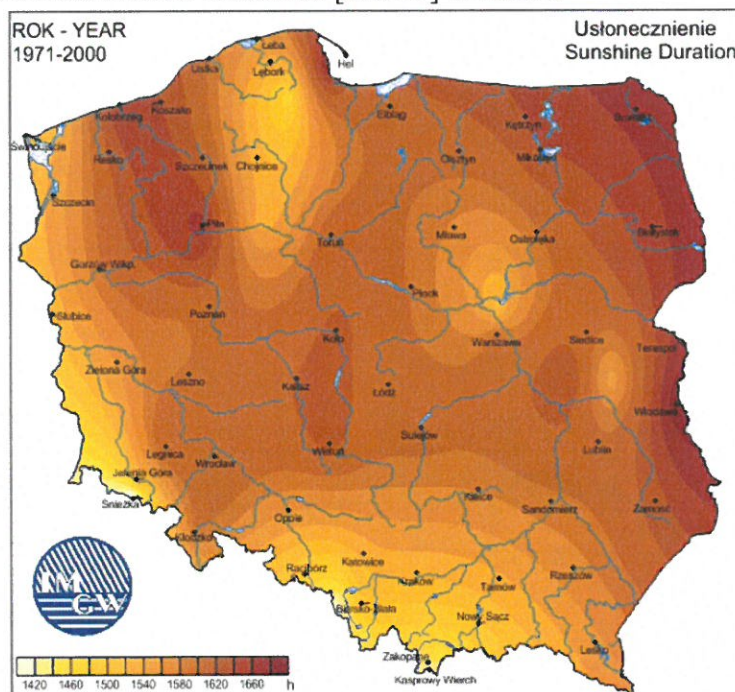 ROK - YEAR
1971-2000
Usłonecznienie
Sunshine Duration
Łeba
Hel
Ustka
Lębork
Kołobrzeg
Koszalin
Elbląg
Kętrzyn
Suwałki
Świnoujście
Resko
Szczecinek
Chojnice
Olsztyn
Mikołajki
Szczecin
Piła
Toruń
Mława
Ostrołęka
Białystok
Gorzów Wlkp.
Płock
Słubice
Poznań
Koło
Warszawa
Siedlce
Terespol
Zielona Góra
Leszno
Kalisz
Łódź
Włodawa
Legnica
Wrocław
Wieluń
Sulejów
Lublin
Jelenia Góra
Śnieżka
Opole
Kielce
Sandomierz
Zamość
Kłodzko
Racibórz
Katowice
Kraków
Tarnów
Rzeszów
Bielsko-Biała
Nowy Sącz
Lesko
Zakopane
Kasprowy Wierch
IM
GW
1420 1460 1500 1540 1580 1620 1660 h